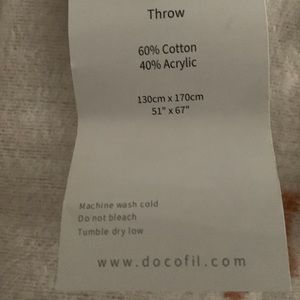 Throw
60% Cotton
40% Acrylic
130cm x 170cm
51" x 67"
Machine wash cold
Do not bleach
Tumble dry low
www.docofil.com